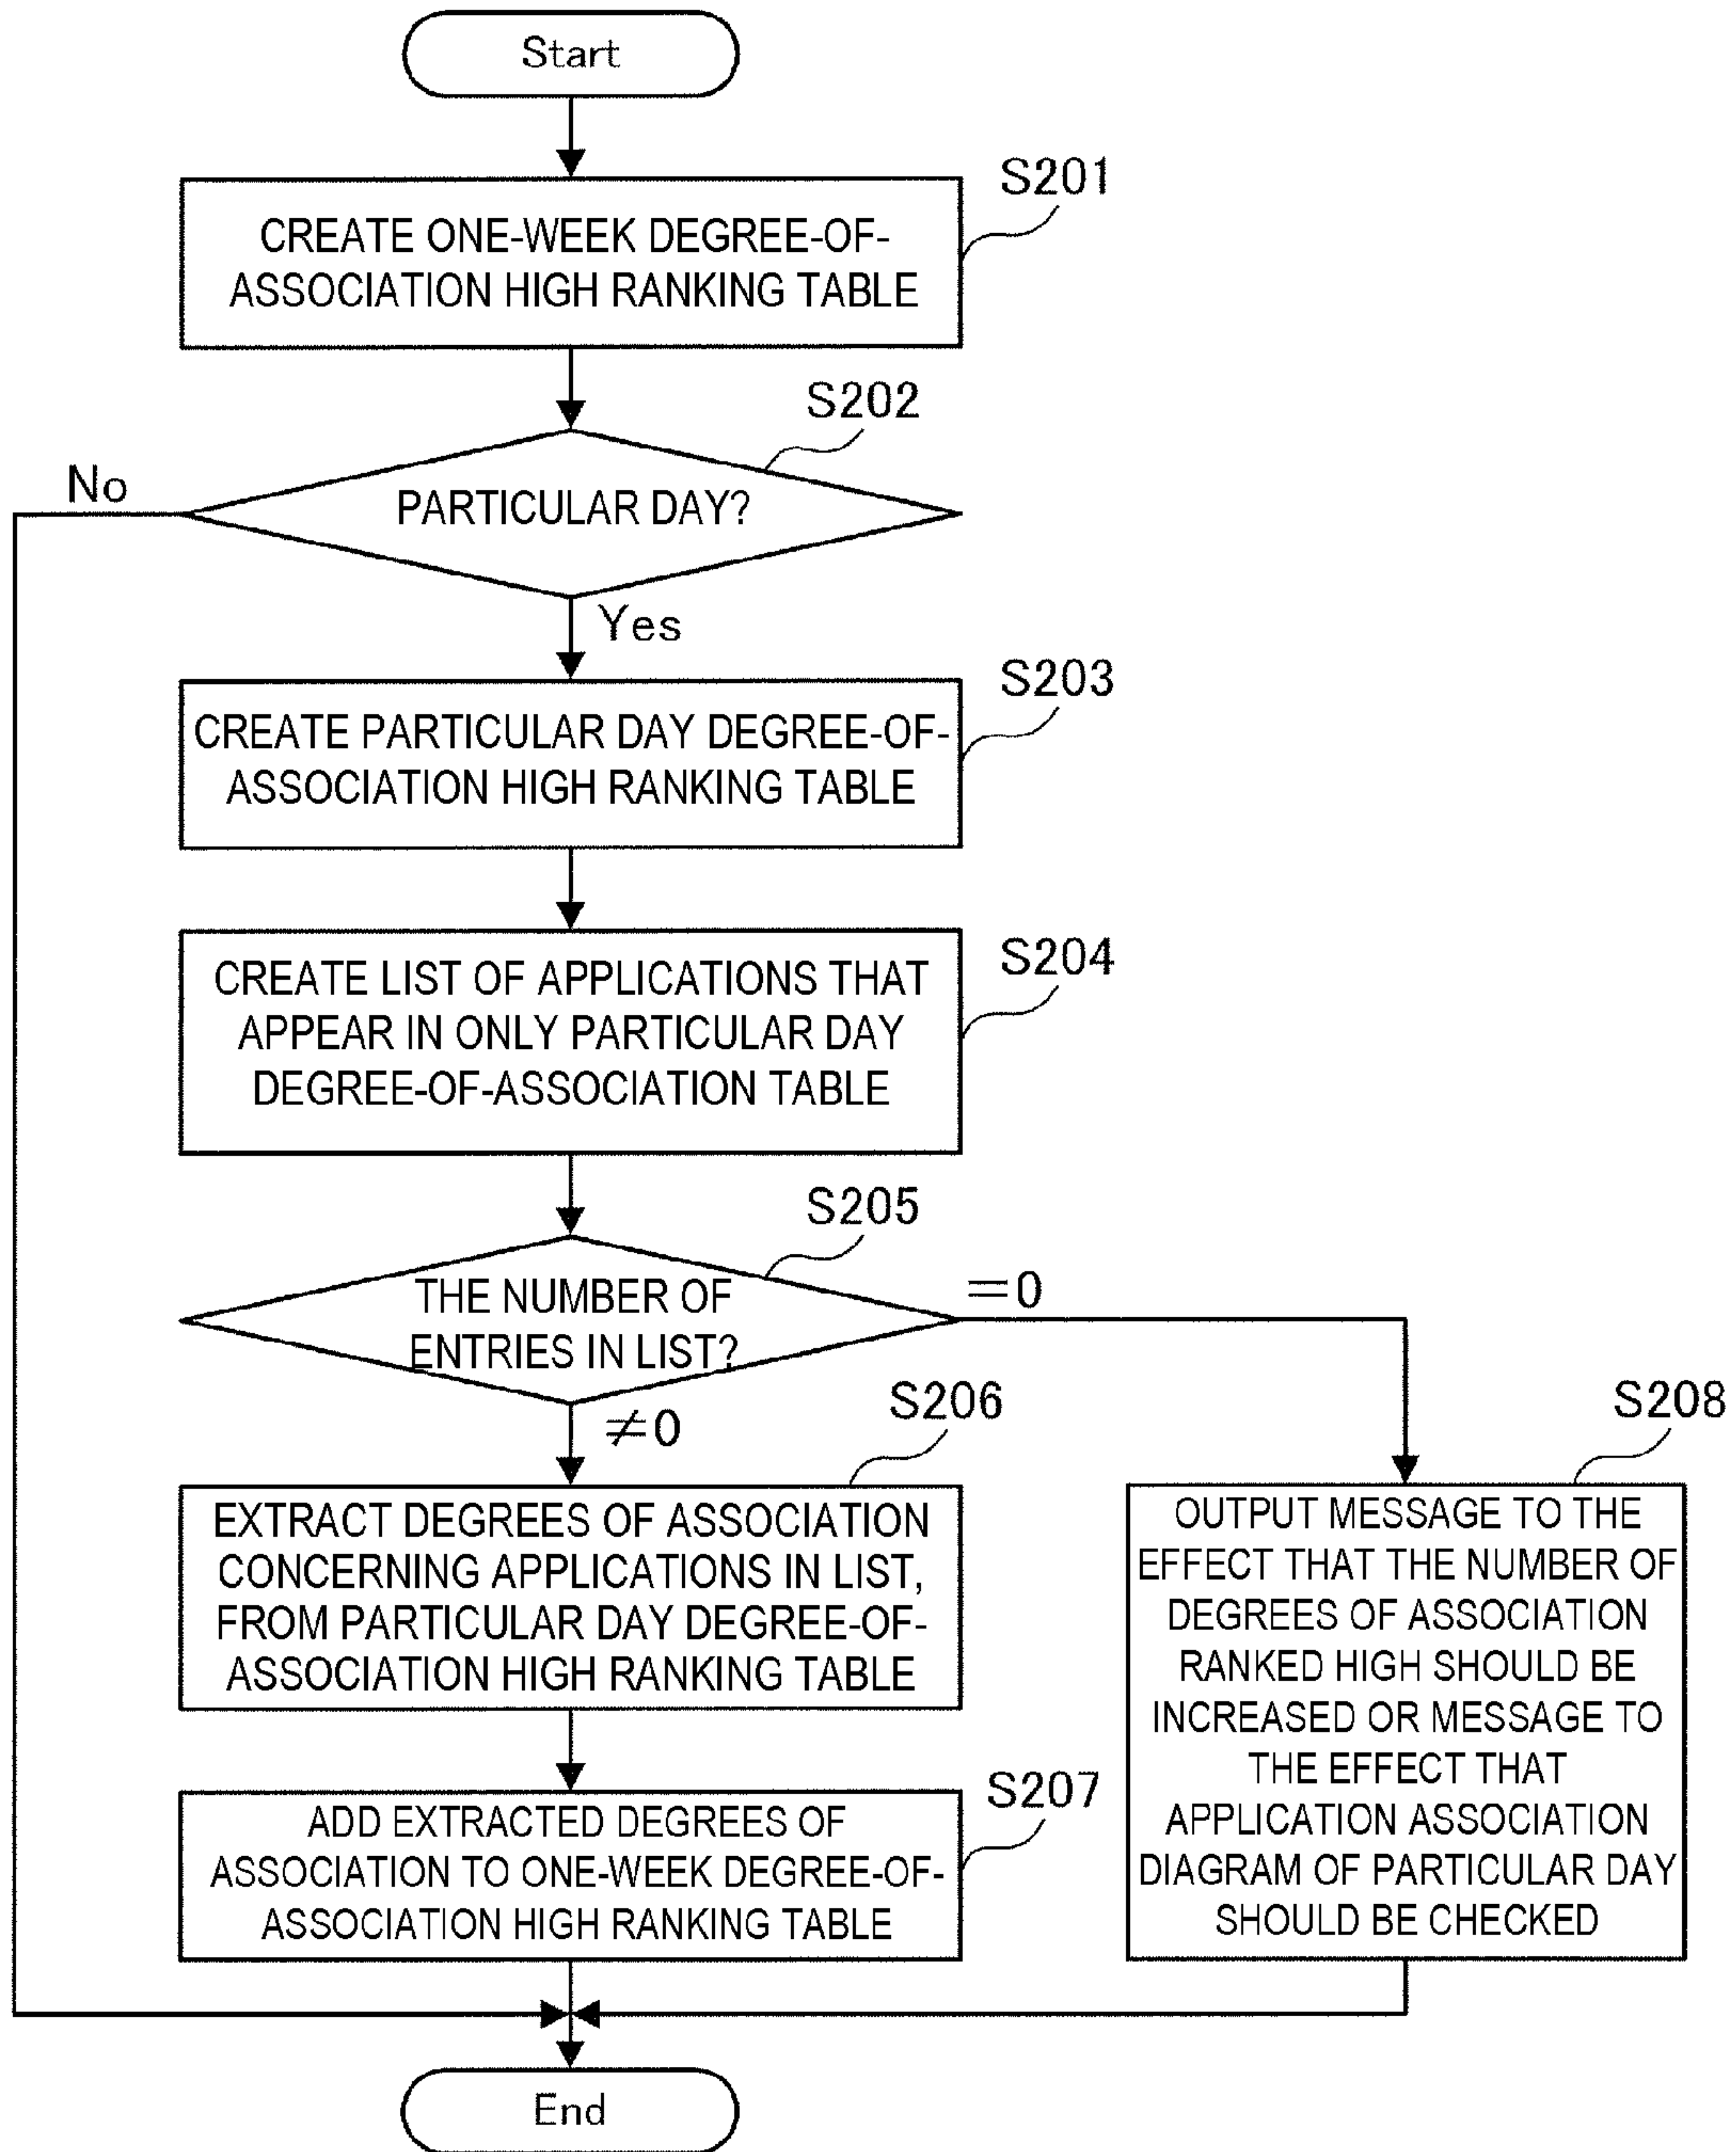 Start
S201
CREATE ONE-WEEK DEGREE-OF-
ASSOCIATION HIGH RANKING TABLE
S202
No
PARTICULAR DAY?
Yes
S203
CREATE PARTICULAR DAY DEGREE-OF-
ASSOCIATION HIGH RANKING TABLE
S204
CREATE LIST OF APPLICATIONS THAT
APPEAR IN ONLY PARTICULAR DAY
DEGREE-OF-ASSOCIATION TABLE
S205
=0
THE NUMBER OF
ENTRIES IN LIST?
≠0
S206
EXTRACT DEGREES OF ASSOCIATION
CONCERNING APPLICATIONS IN LIST,
FROM PARTICULAR DAY DEGREE-OF-
ASSOCIATION HIGH RANKING TABLE
S208
OUTPUT MESSAGE TO THE
EFFECT THAT THE NUMBER OF
DEGREES OF ASSOCIATION
RANKED HIGH SHOULD BE
INCREASED OR MESSAGE TO
THE EFFECT THAT
APPLICATION ASSOCIATION
DIAGRAM OF PARTICULAR DAY
SHOULD BE CHECKED
S207
ADD EXTRACTED DEGREES OF
ASSOCIATION TO ONE-WEEK DEGREE-OF-
ASSOCIATION HIGH RANKING TABLE
End